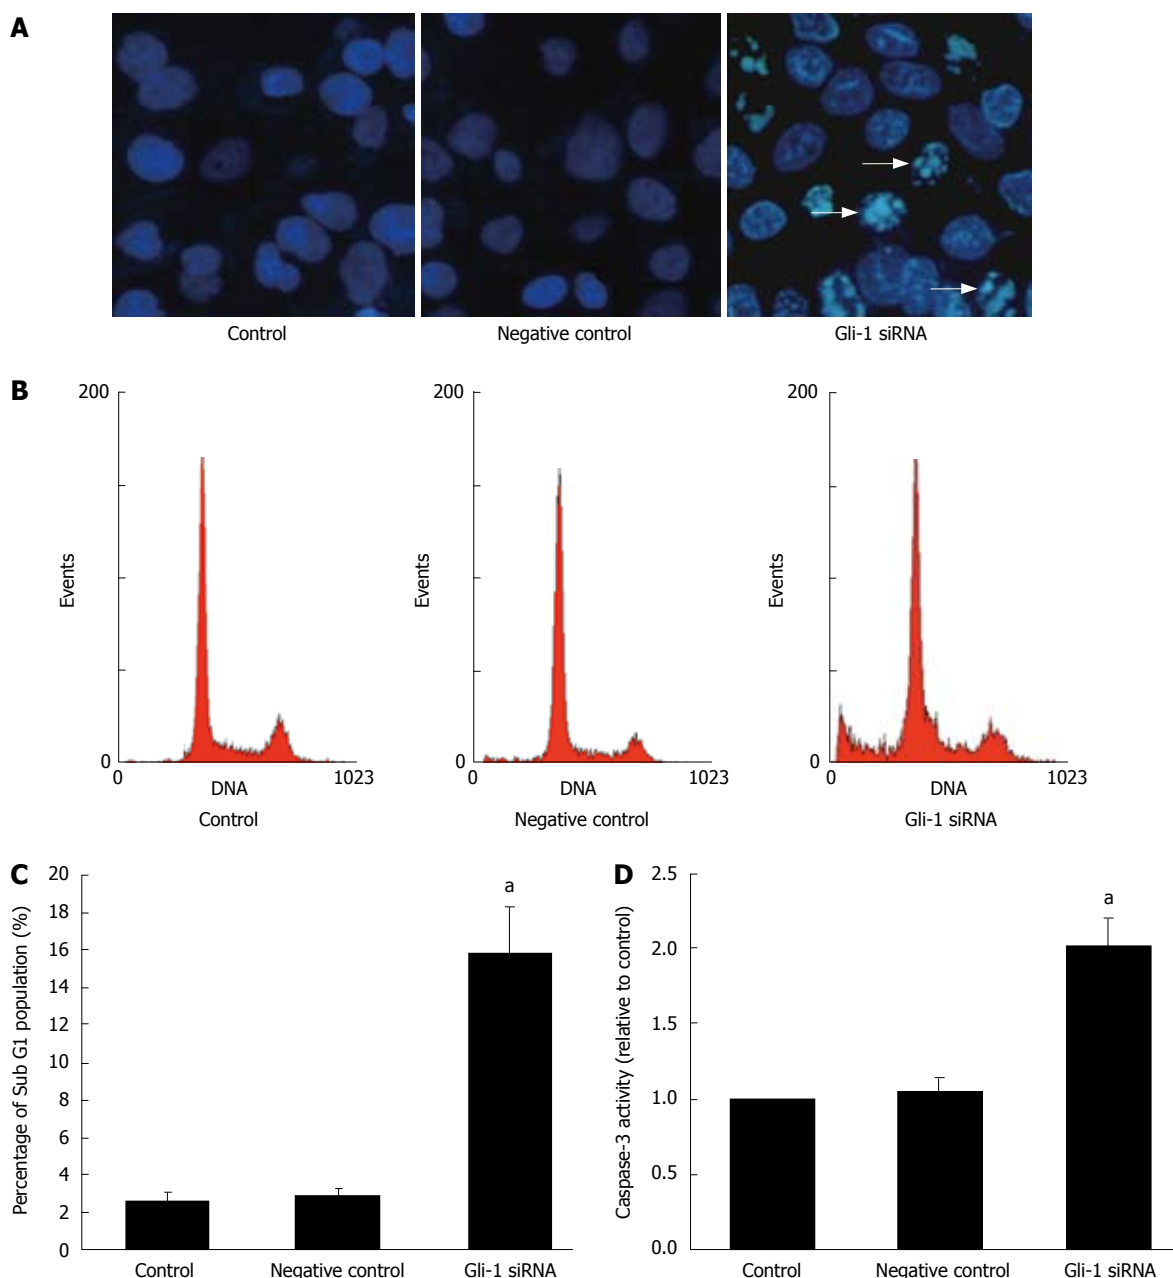 A
Control
Negative control
Gli-1 siRNA
B
200
Events
0
0
DNA
1023
Control
200
Events
0
0
DNA
1023
Negative control
200
Events
0
0
DNA
1023
Gli-1 siRNA
C
Percentage of Sub G1 population (%)
20
18
16
14
12
10
8
6
4
2
0
a
Control
Negative control
Gli-1 siRNA
D
Caspase-3 activity (relative to control)
2.5
2.0
1.5
1.0
0.5
0.0
a
Control
Negative control
Gli-1 siRNA